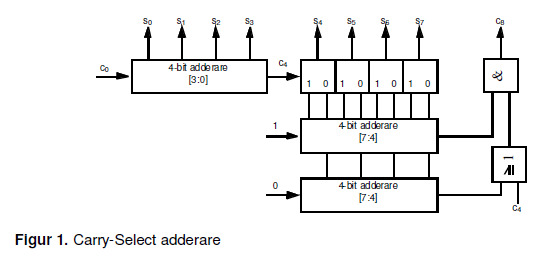 S0 S1 S2 S3 S4 S5 S6 S7 C8
C0 4-bit adderare C4
[3:0]
1 0 1 0 1 0 1 0
&
1 4-bit adderare
[7:4]
≥1
0 4-bit adderare
[7:4]
C4
Figur 1. Carry-Select adderare